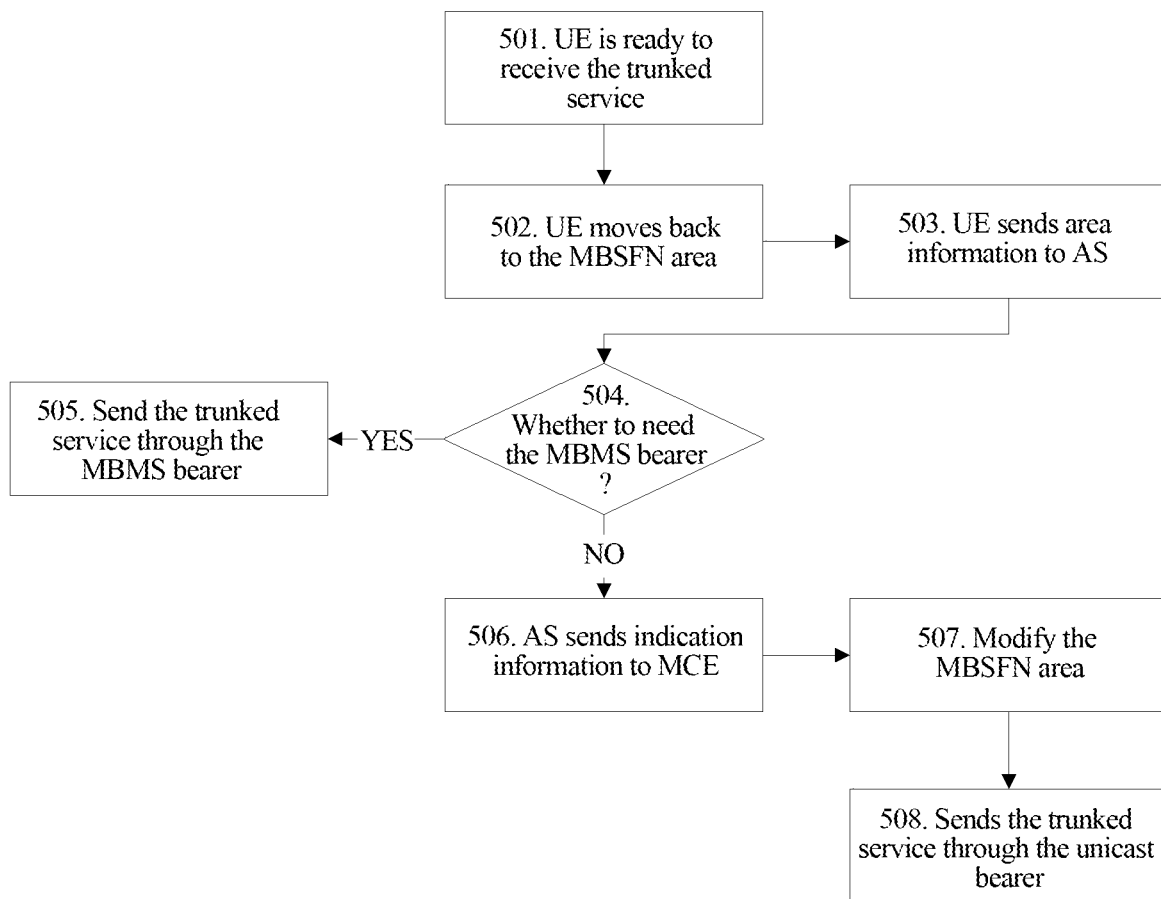 501. UE is ready to
receive the trunked
service
502. UE moves back
to the MBSFN area
503. UE sends area
information to AS
504.
Whether to need
the MBMS bearer
?
YES
505. Send the trunked
service through the
MBMS bearer
NO
506. AS sends indication
information to MCE
507. Modify the
MBSFN area
508. Sends the trunked
service through the unicast
bearer